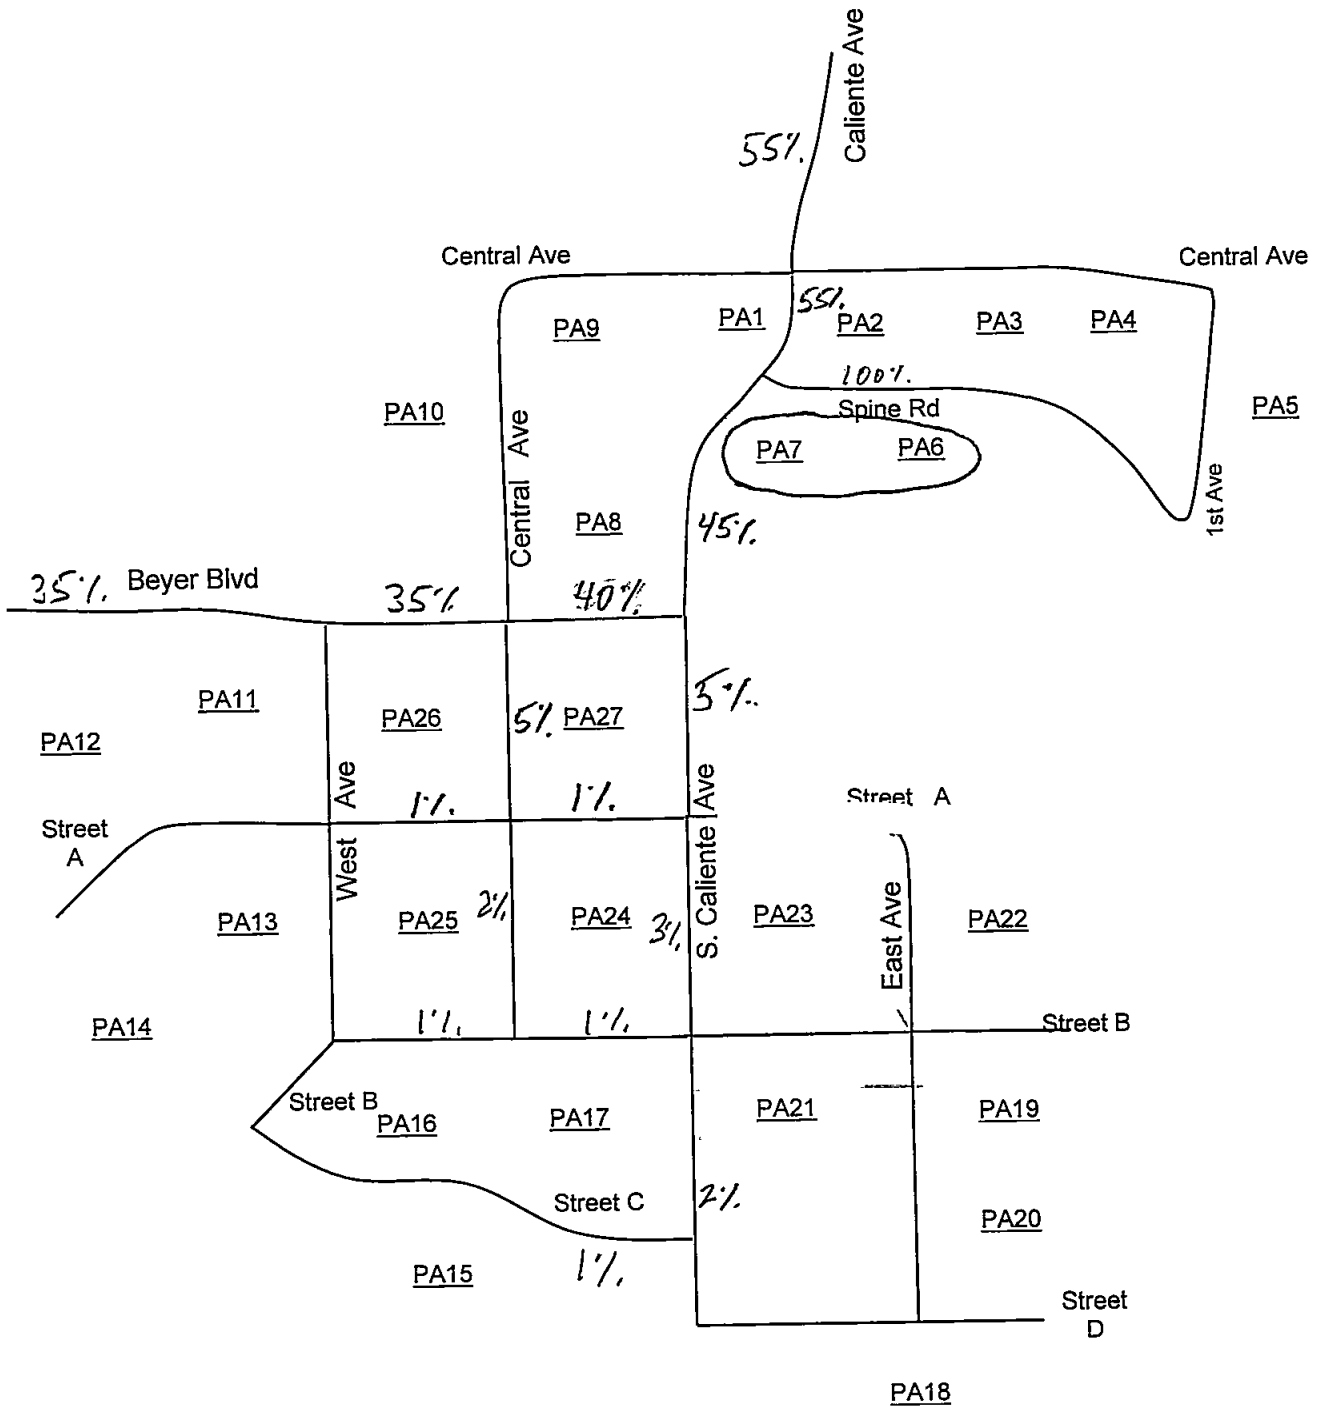 Caliente Ave
55%
Central Ave
Central Ave
55%
PA9
PA1
PA2
PA3
PA4
100%
Spine Rd
PA10
PA5
Central Ave
PA7
PA6
1st Ave
PA8
45%
35%
Beyer Blvd
35%
40%
5%
PA11
PA26
5%
PA27
PA12
West Ave
1%
1%
S. Caliente Ave
Street A
Street
A
2%
PA13
PA25
PA24
3%
PA23
East Ave
PA22
PA14
1%
1%
Street B
Street B
PA16
PA17
PA21
PA19
2%
Street C
PA20
PA15
1%
Street
D
PA18